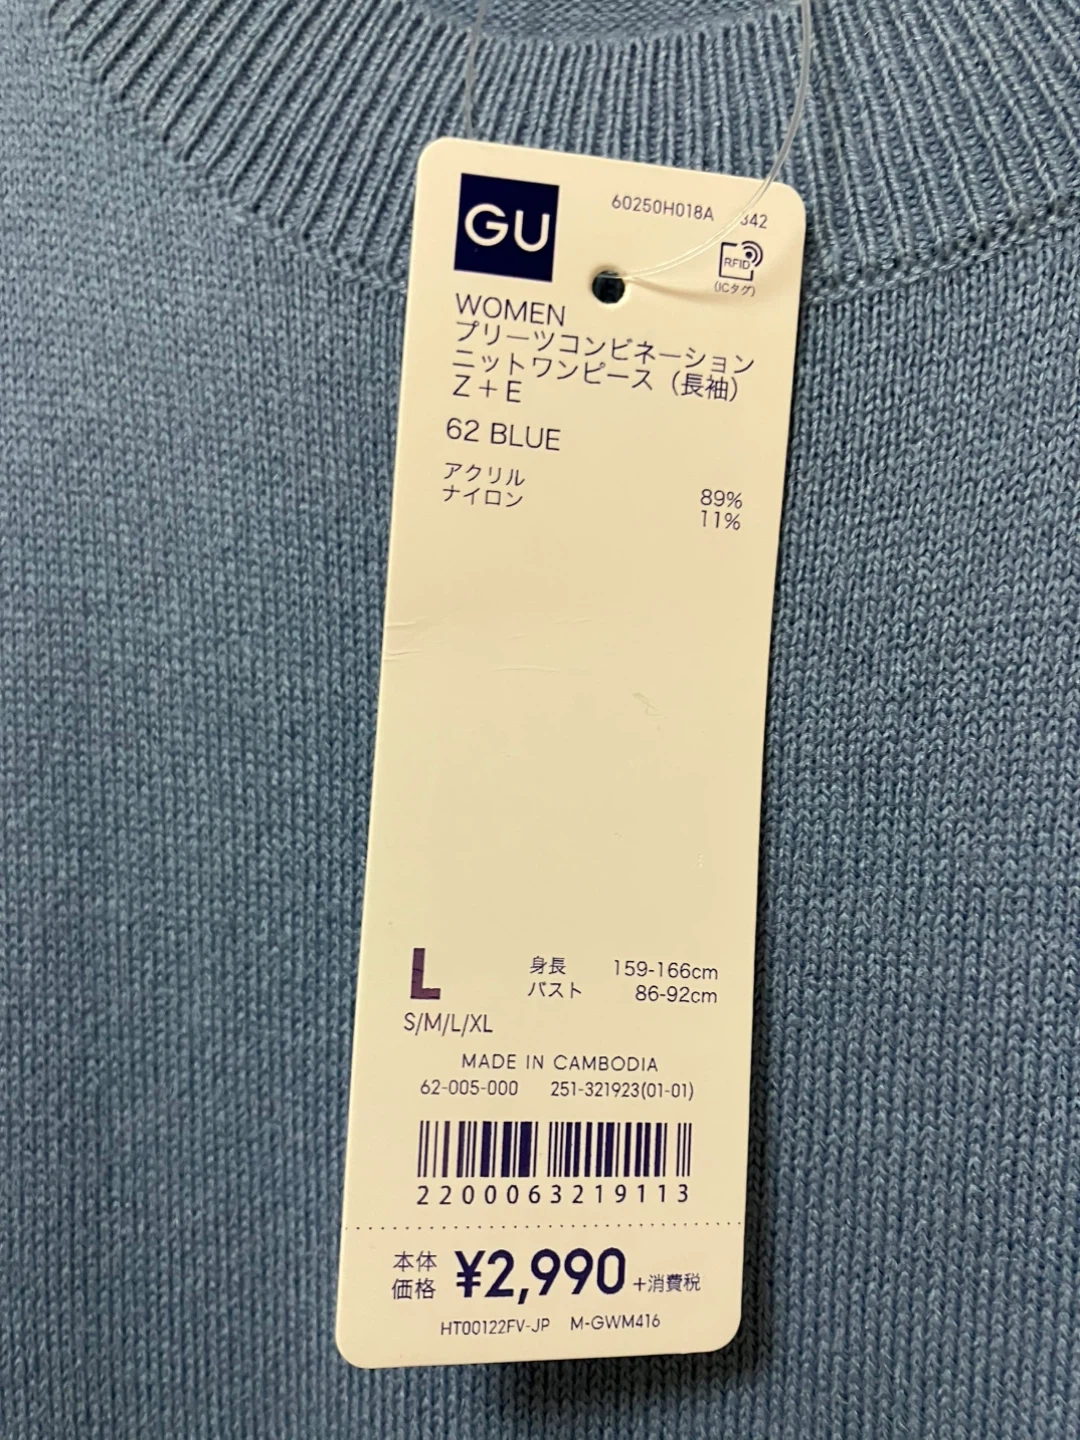 GU
60250H018A 342
RFID
(ICタグ)
WOMEN
プリーツコンビネーション
ニットワンピース（長袖）
Z+E
62 BLUE
アクリル 89%
ナイロン 11%
L
身長 159-166cm
バスト 86-92cm
S/M/L/XL
MADE IN CAMBODIA
62-005-000 251-321923(01-01)
2200063219113
本体
価格 ¥2,990 +消費税
HT00122FV-JP M-GWM416